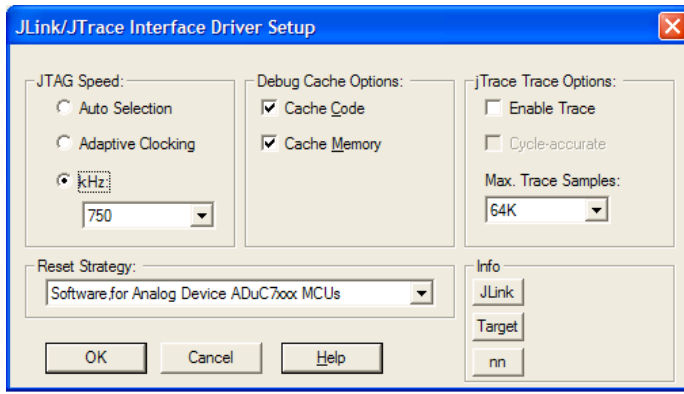 JLink/JTrace Interface Driver Setup
JTAG Speed:
Auto Selection
Adaptive Clocking
kHz:
750
Debug Cache Options:
Cache Code
Cache Memory
jTrace Trace Options:
Enable Trace
Cycle-accurate
Max. Trace Samples:
64K
Reset Strategy:
Software,for Analog Device ADuC7xxx MCUs
Info
JLink
Target
nn
OK
Cancel
Help